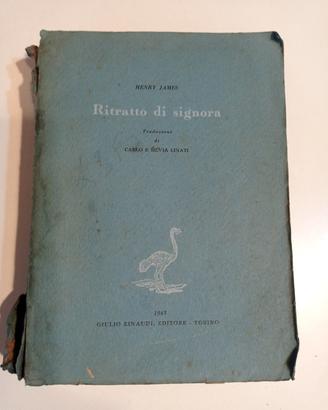 HENRY JAMES
Ritratto di signora
Traduzione
di
CARLO E SILVIA LINATI
1943
GIULIO EINAUDI, EDITORE - TORINO